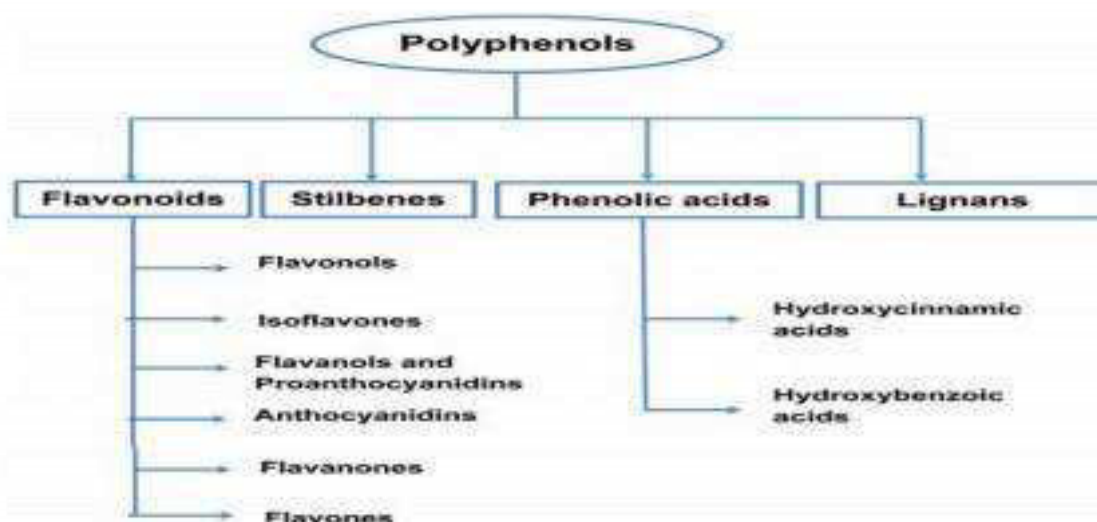 Polyphenols
Flavonoids
Stilbenes
Phenolic acids
Lignans
Flavonols
Isoflavones
Flavanols and
Proanthocyanidins
Anthocyanidins
Flavanones
Flavones
Hydroxycinnamic
acids
Hydroxybenzoic
acids